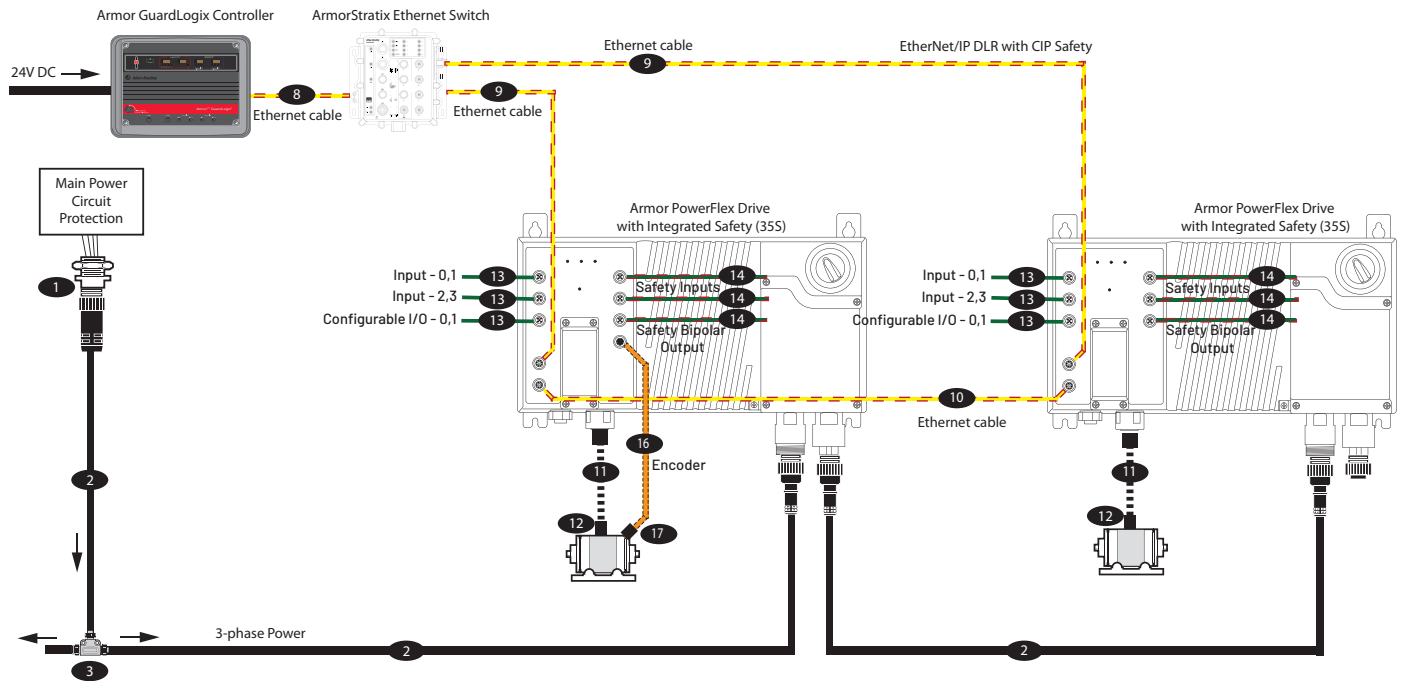 Armor GuardLogix Controller
ArmorStratix Ethernet Switch
24V DC
8
Ethernet cable
9
Ethernet cable
Ethernet cable
9
EtherNet/IP DLR with CIP Safety
Main Power
Circuit
Protection
1
2
3
3-phase Power
2
2
Armor PowerFlex Drive
with Integrated Safety (35S)
Input - 0,1
13
Input - 2,3
13
Configurable I/O - 0,1
13
14
Safety Inputs
14
14
Safety Bipolar
Output
16
Encoder
11
12
17
10
Ethernet cable
Armor PowerFlex Drive
with Integrated Safety (35S)
Input - 0,1
13
Input - 2,3
13
Configurable I/O - 0,1
13
14
Safety Inputs
14
14
Safety Bipolar
Output
11
12